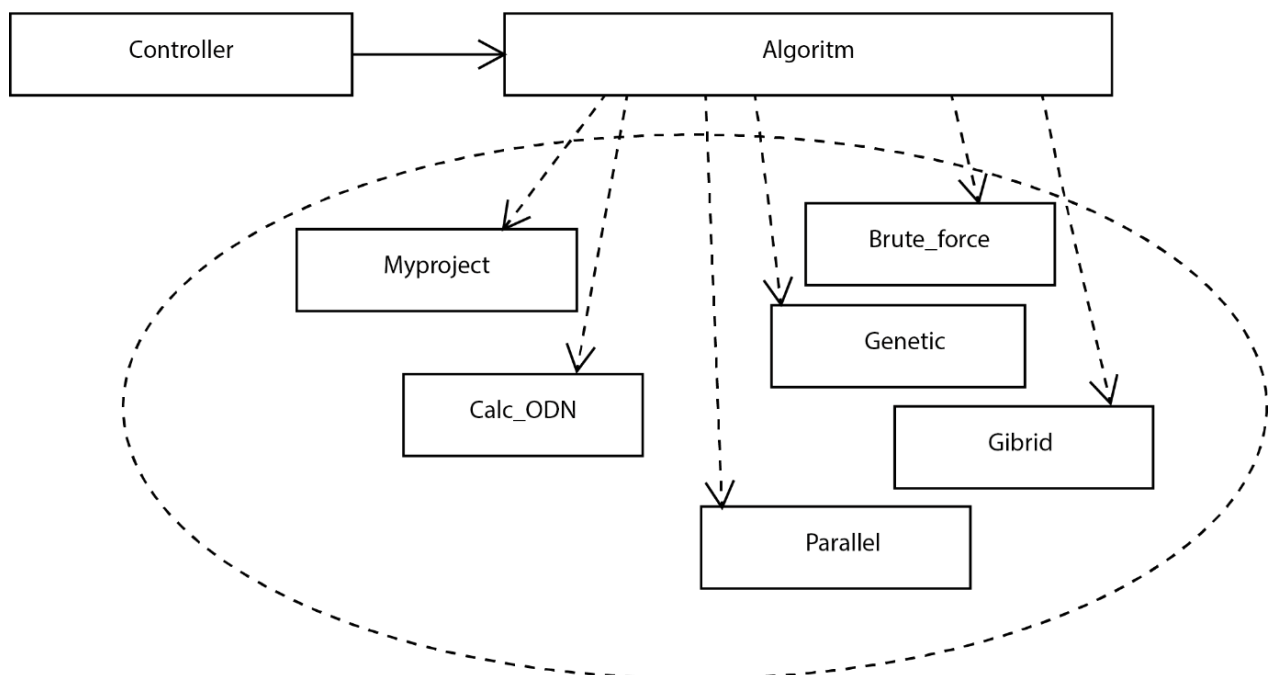 Controller
Algoritm
Brute_force
Myproject
Genetic
Calc_ODN
Gibrid
Parallel